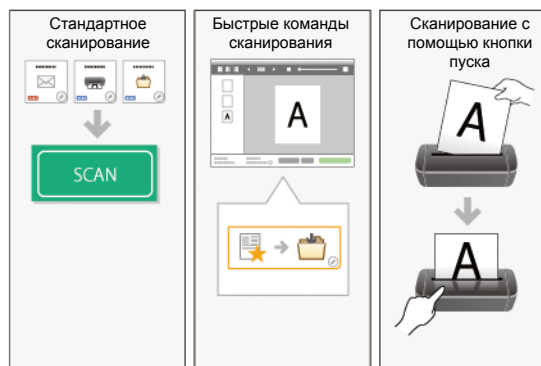 Стандартное
сканирование
SCAN
Быстрые команды
сканирования
A
A
Сканирование с
помощью кнопки
пуска
A
A